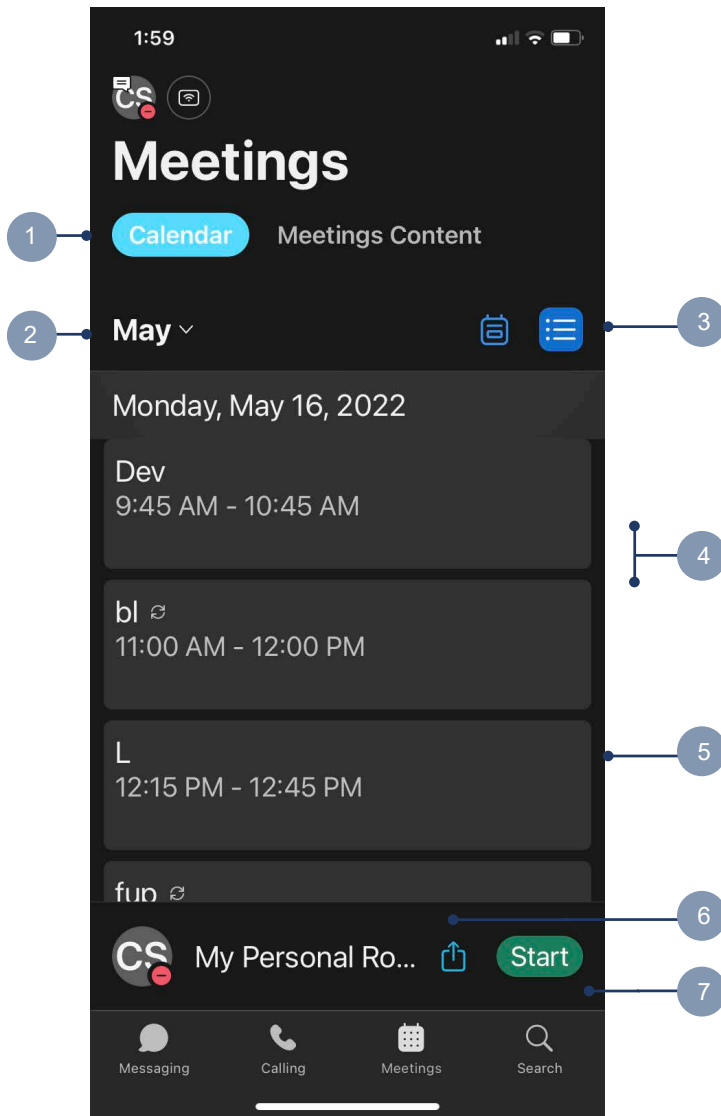 1:59
CS
Meetings
1
Calendar Meetings Content
2
May
3
Monday, May 16, 2022
Dev
9:45 AM - 10:45 AM
4
bl
11:00 AM - 12:00 PM
L
12:15 PM - 12:45 PM
5
fup
6
CS My Personal Ro... Start
7
Messaging Calling Meetings Search